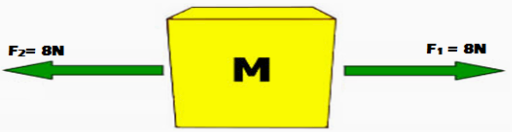 F₂= 8N
F₁ = 8N
M